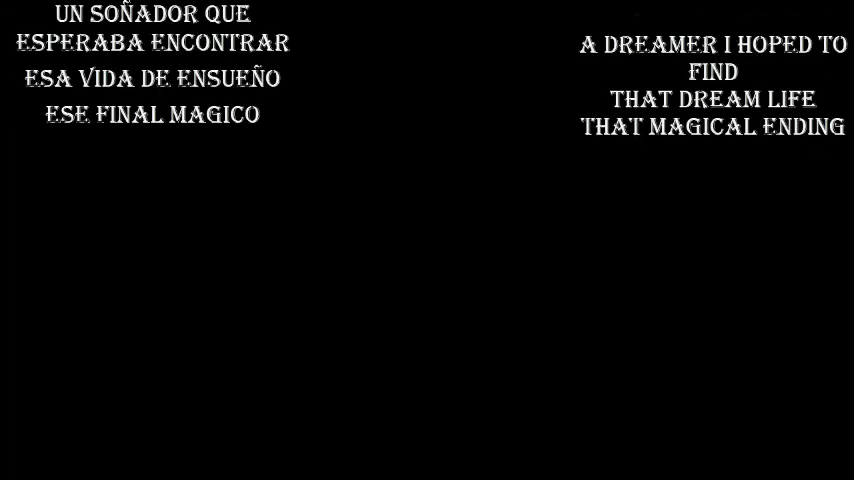 UN SOÑADOR QUE
ESPERABA ENCONTRAR
ESA VIDA DE ENSUEÑO
ESE FINAL MAGICO
A DREAMER I HOPED TO
FIND
THAT DREAM LIFE
THAT MAGICAL ENDING